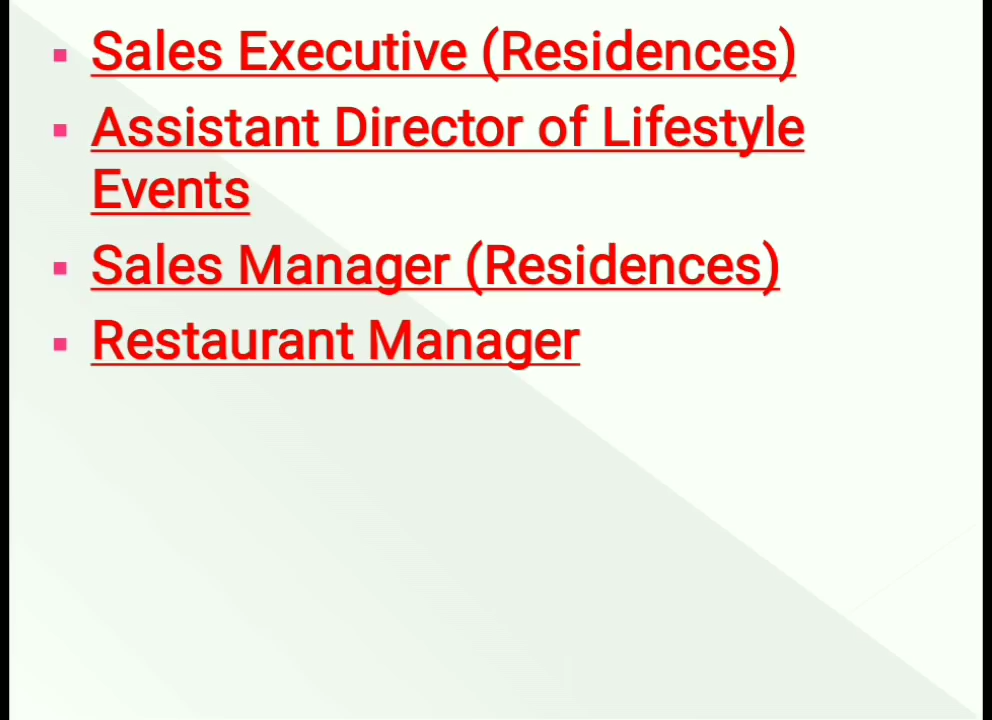 Sales Executive (Residences)
Assistant Director of Lifestyle
Events
Sales Manager (Residences)
Restaurant Manager